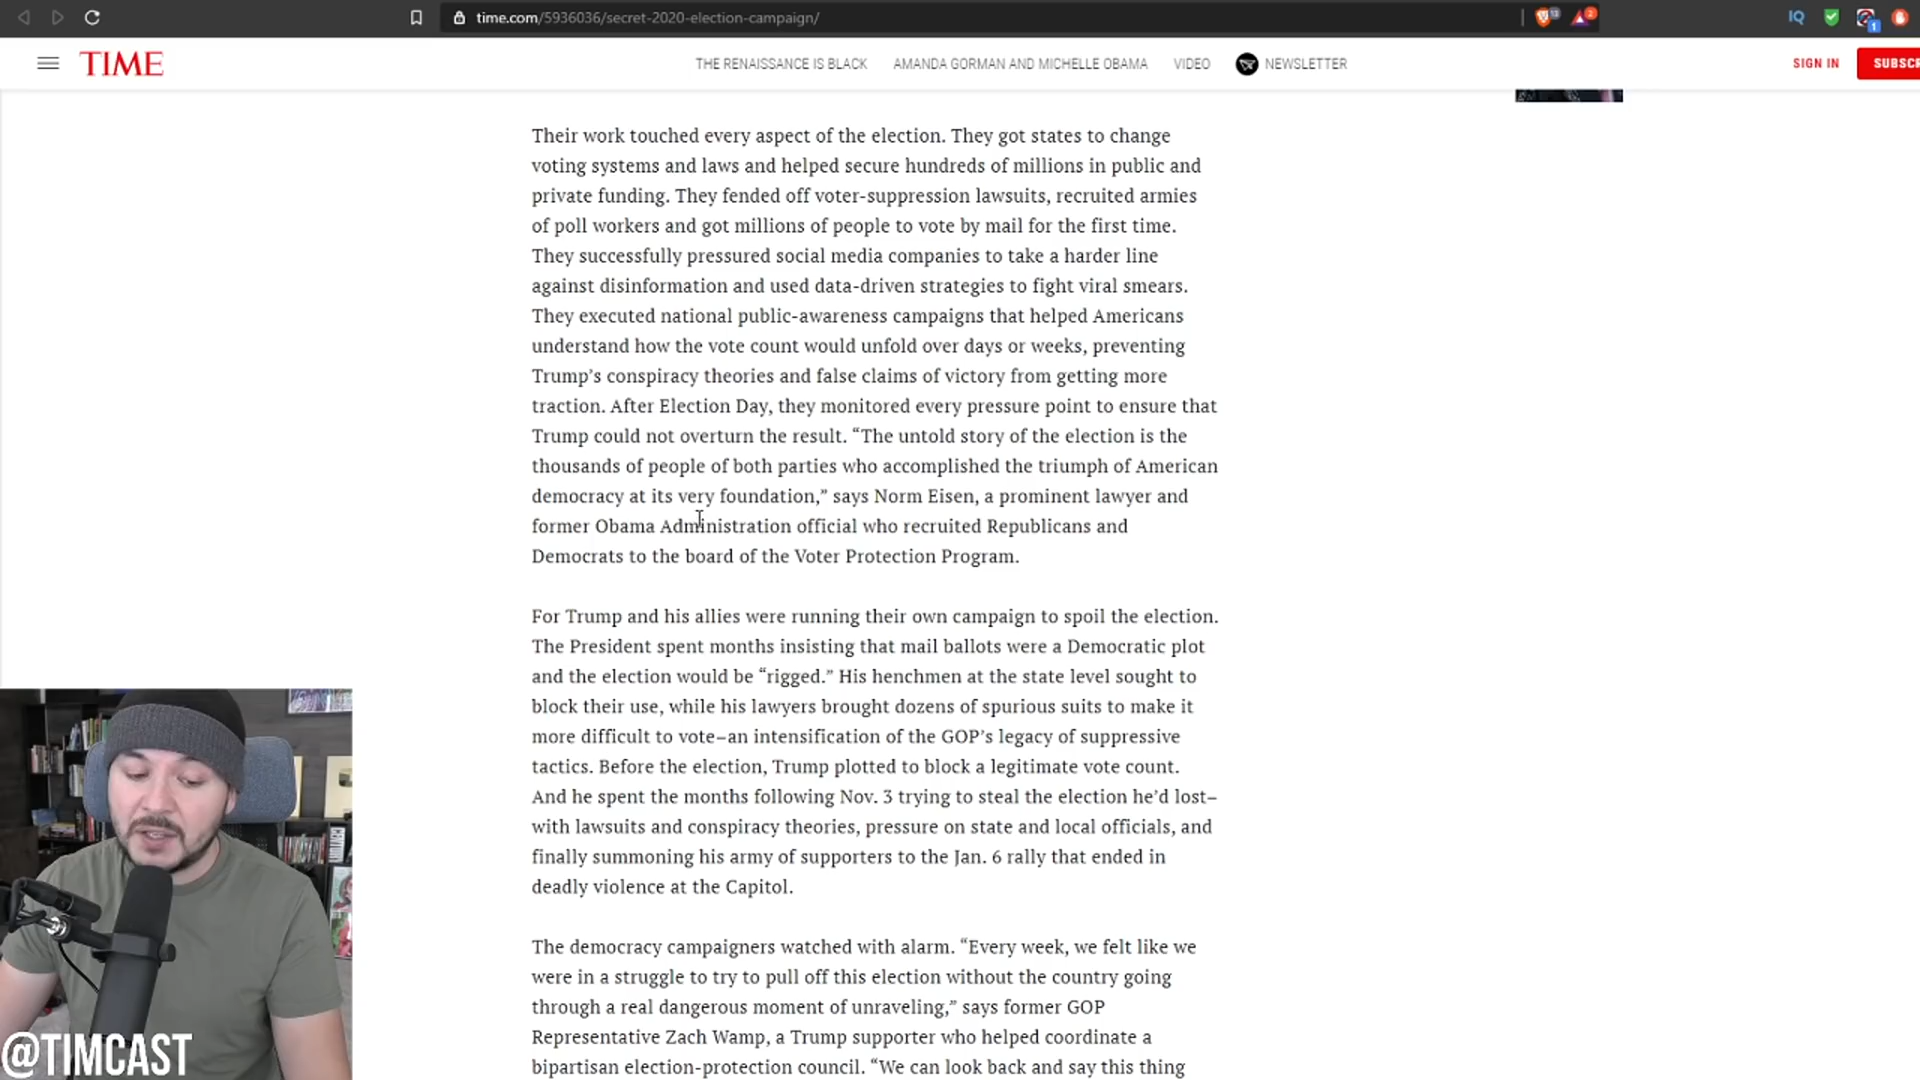 time.com/5936036/secret-2020-election-campaign/
13
2
IQ
1
TIME
THE RENAISSANCE IS BLACK
AMANDA GORMAN AND MICHELLE OBAMA
VIDEO
NEWSLETTER
SIGN IN
SUBSCR
Their work touched every aspect of the election. They got states to change
voting systems and laws and helped secure hundreds of millions in public and
private funding. They fended off voter-suppression lawsuits, recruited armies
of poll workers and got millions of people to vote by mail for the first time.
They successfully pressured social media companies to take a harder line
against disinformation and used data-driven strategies to fight viral smears.
They executed national public-awareness campaigns that helped Americans
understand how the vote count would unfold over days or weeks, preventing
Trump’s conspiracy theories and false claims of victory from getting more
traction. After Election Day, they monitored every pressure point to ensure that
Trump could not overturn the result. “The untold story of the election is the
thousands of people of both parties who accomplished the triumph of American
democracy at its very foundation,” says Norm Eisen, a prominent lawyer and
former Obama Administration official who recruited Republicans and
Democrats to the board of the Voter Protection Program.
For Trump and his allies were running their own campaign to spoil the election.
The President spent months insisting that mail ballots were a Democratic plot
and the election would be “rigged.” His henchmen at the state level sought to
block their use, while his lawyers brought dozens of spurious suits to make it
more difficult to vote–an intensification of the GOP’s legacy of suppressive
tactics. Before the election, Trump plotted to block a legitimate vote count.
And he spent the months following Nov. 3 trying to steal the election he’d lost–
with lawsuits and conspiracy theories, pressure on state and local officials, and
finally summoning his army of supporters to the Jan. 6 rally that ended in
deadly violence at the Capitol.
The democracy campaigners watched with alarm. “Every week, we felt like we
were in a struggle to try to pull off this election without the country going
through a real dangerous moment of unraveling,” says former GOP
Representative Zach Wamp, a Trump supporter who helped coordinate a
bipartisan election-protection council. “We can look back and say this thing
@TIMCAST